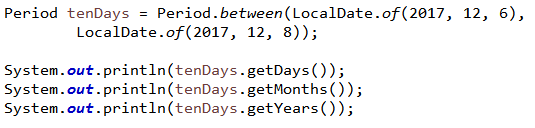 Period tenDays = Period.between(LocalDate.of(2017, 12, 6),
LocalDate.of(2017, 12, 8));
System.out.println(tenDays.getDays());
System.out.println(tenDays.getMonths());
System.out.println(tenDays.getYears());